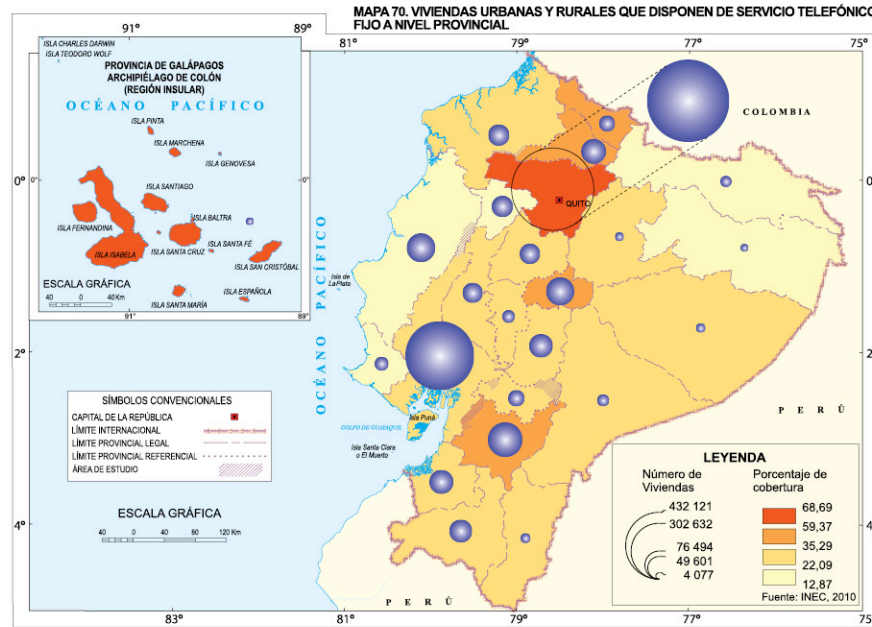 MAPA 70. VIVIENDAS URBANAS Y RURALES QUE DISPONEN DE SERVICIO TELEFÓNICO
FIJO A NIVEL PROVINCIAL
81°
79°
77°
75°
ISLA CHARLES DARWIN
ISLA TEODORO WOLF
PROVINCIA DE GALÁPAGOS
ARCHIPIÉLAGO DE COLÓN
(REGIÓN INSULAR)
OCÉANO PACÍFICO
91°
89°
ISLA PINTA
ISLA MARCHENA
ISLA GENOVESA
ISLA SANTIAGO
ISLA BALTRA
ISLA FERNANDINA
ISLA SANTA FÉ
ISLA ISABELA
ISLA SANTA CRUZ
ISLA SAN CRISTÓBAL
ISLA ESPAÑOLA
ISLA SANTA MARÍA
ESCALA GRÁFICA
40 0 40 Km
91°
89°
0°
0°
COLOMBIA
QUITO
OCÉANO PACÍFICO
Isla de
La Plata
2°
2°
SÍMBOLOS CONVENCIONALES
CAPITAL DE LA REPÚBLICA
LÍMITE INTERNACIONAL
LÍMITE PROVINCIAL LEGAL
LÍMITE PROVINCIAL REFERENCIAL
ÁREA DE ESTUDIO
Isla Puná
GOLFO DE GUAYAQUIL
Isla Santa Clara
o El Muerto
PERÚ
ESCALA GRÁFICA
40 0 40 80 120 Km
4°
4°
LEYENDA
Número de
Viviendas
432 121
302 632
76 494
49 601
4 077
Porcentaje de
cobertura
68,69
59,37
35,29
22,09
12,87
Fuente: INEC, 2010
PERÚ
83°
81°
79°
77°
75°